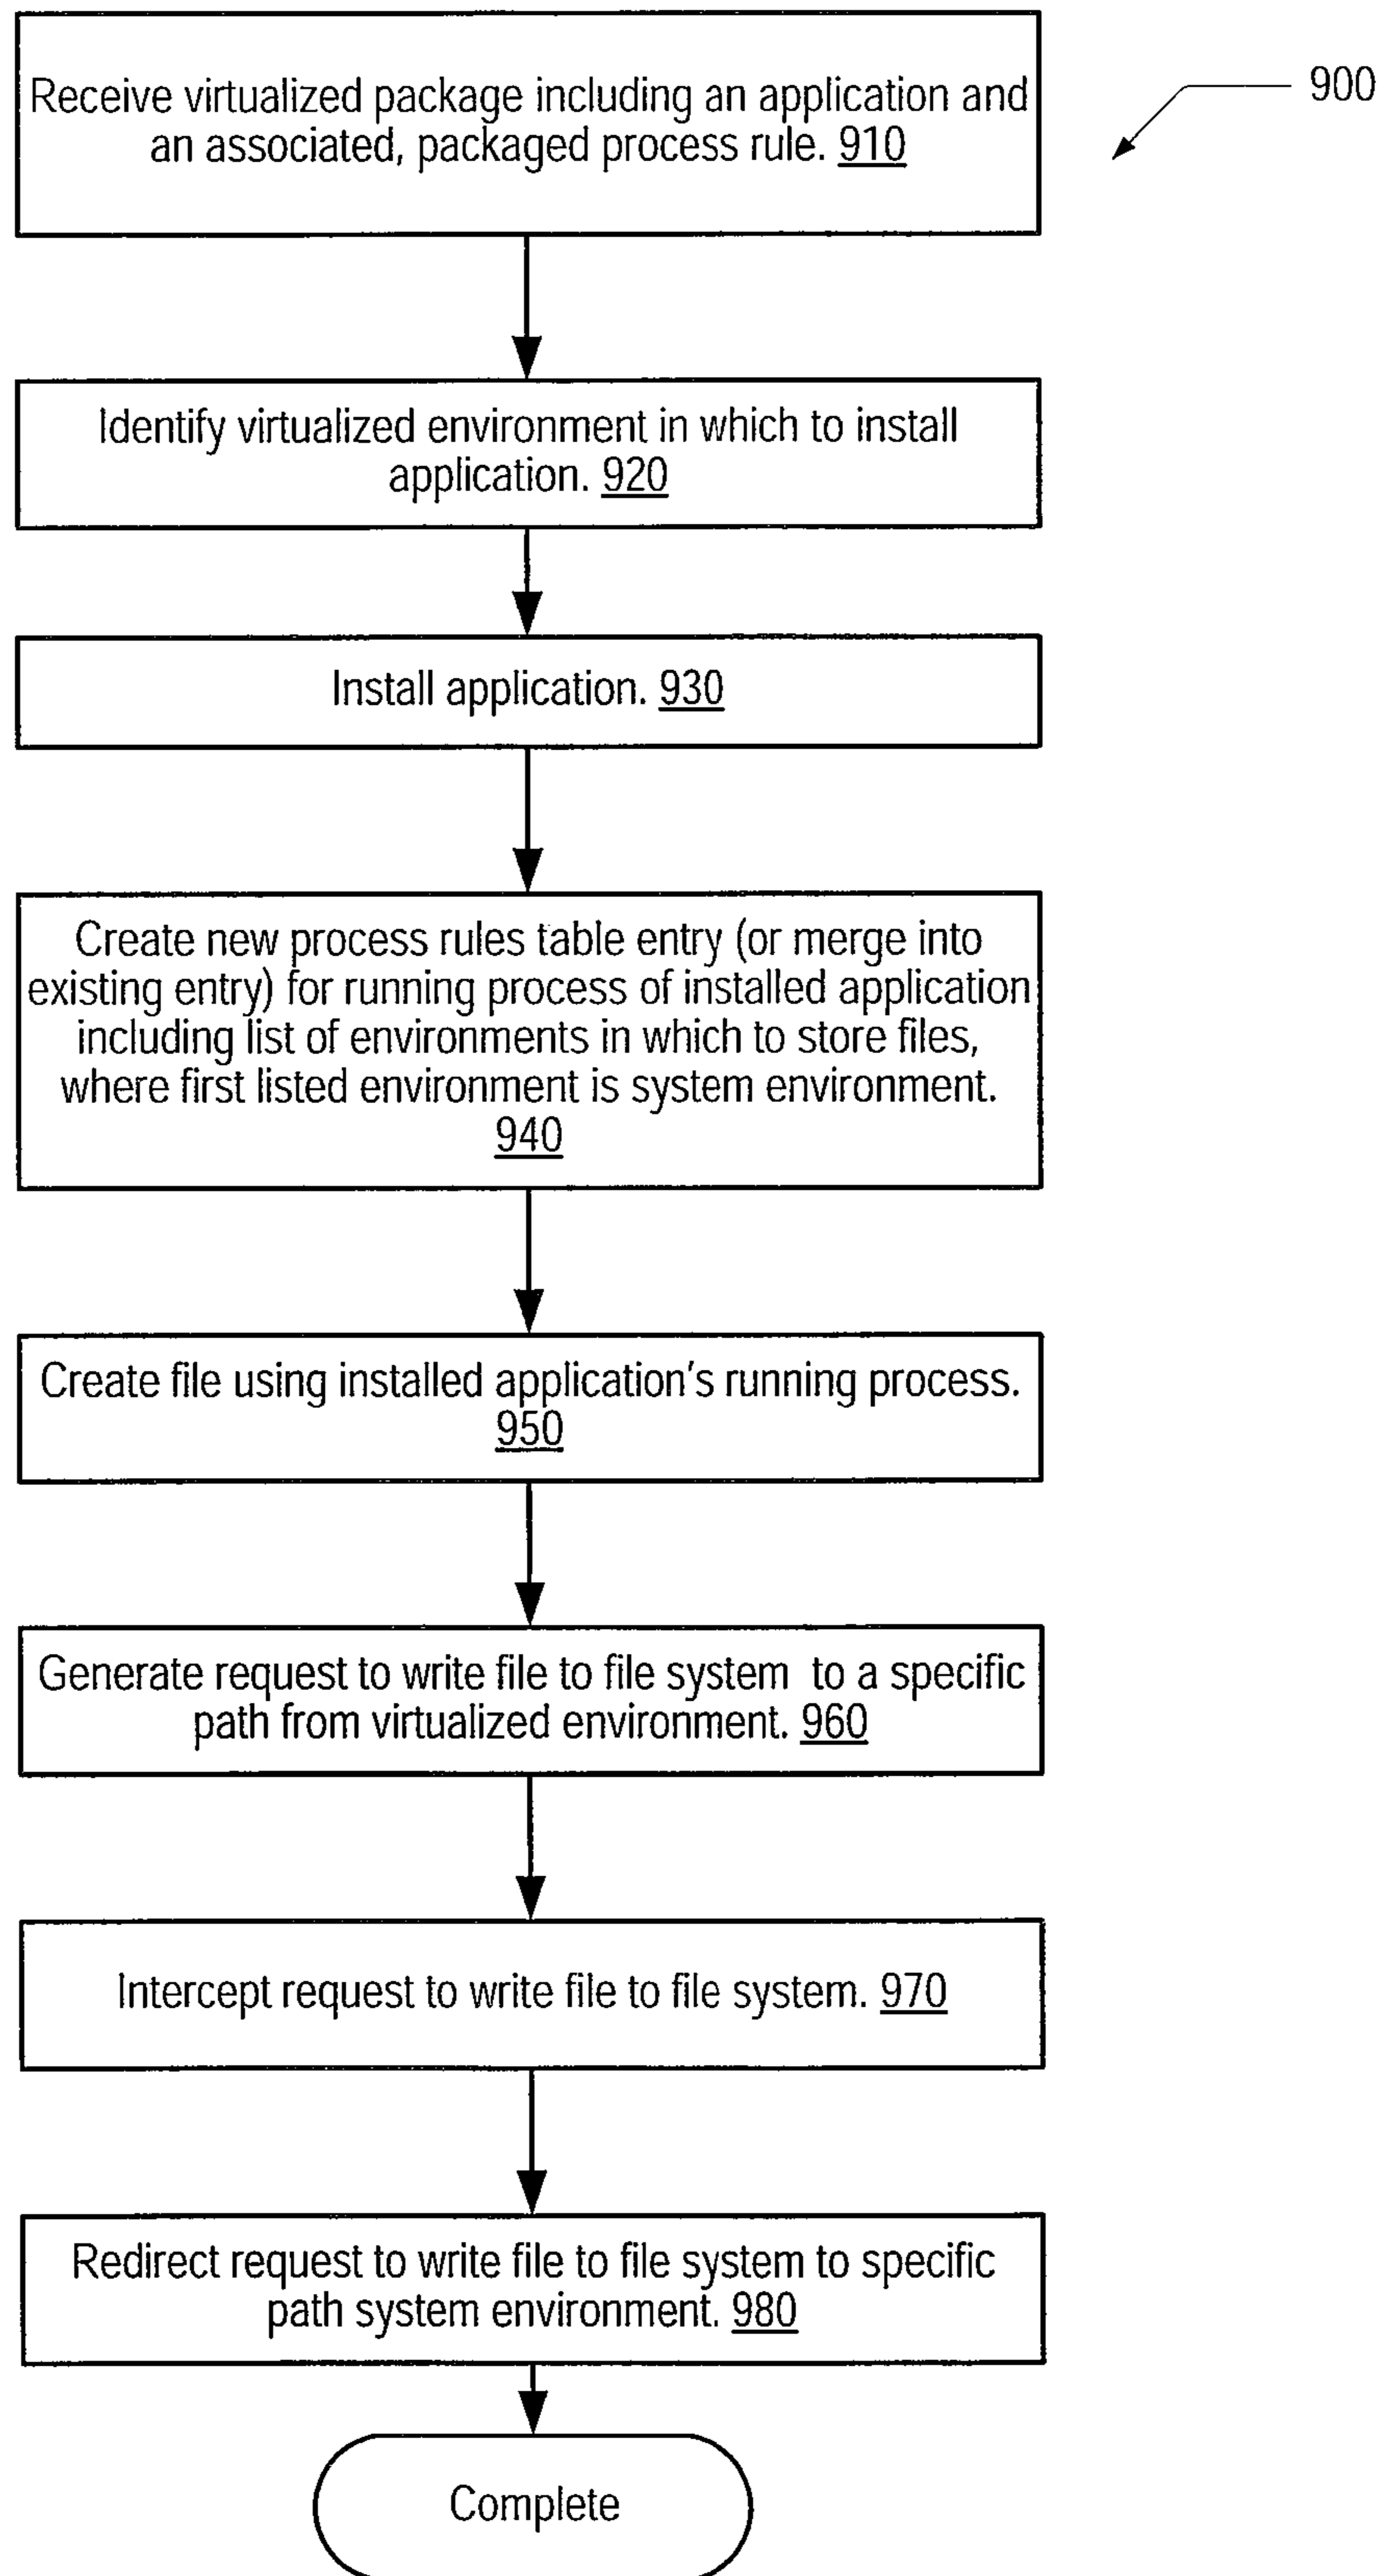 Receive virtualized package including an application and
an associated, packaged process rule. 910
900
Identify virtualized environment in which to install
application. 920
Install application. 930
Create new process rules table entry (or merge into
existing entry) for running process of installed application
including list of environments in which to store files,
where first listed environment is system environment.
940
Create file using installed application's running process.
950
Generate request to write file to file system to a specific
path from virtualized environment. 960
Intercept request to write file to file system. 970
Redirect request to write file to file system to specific
path system environment. 980
Complete